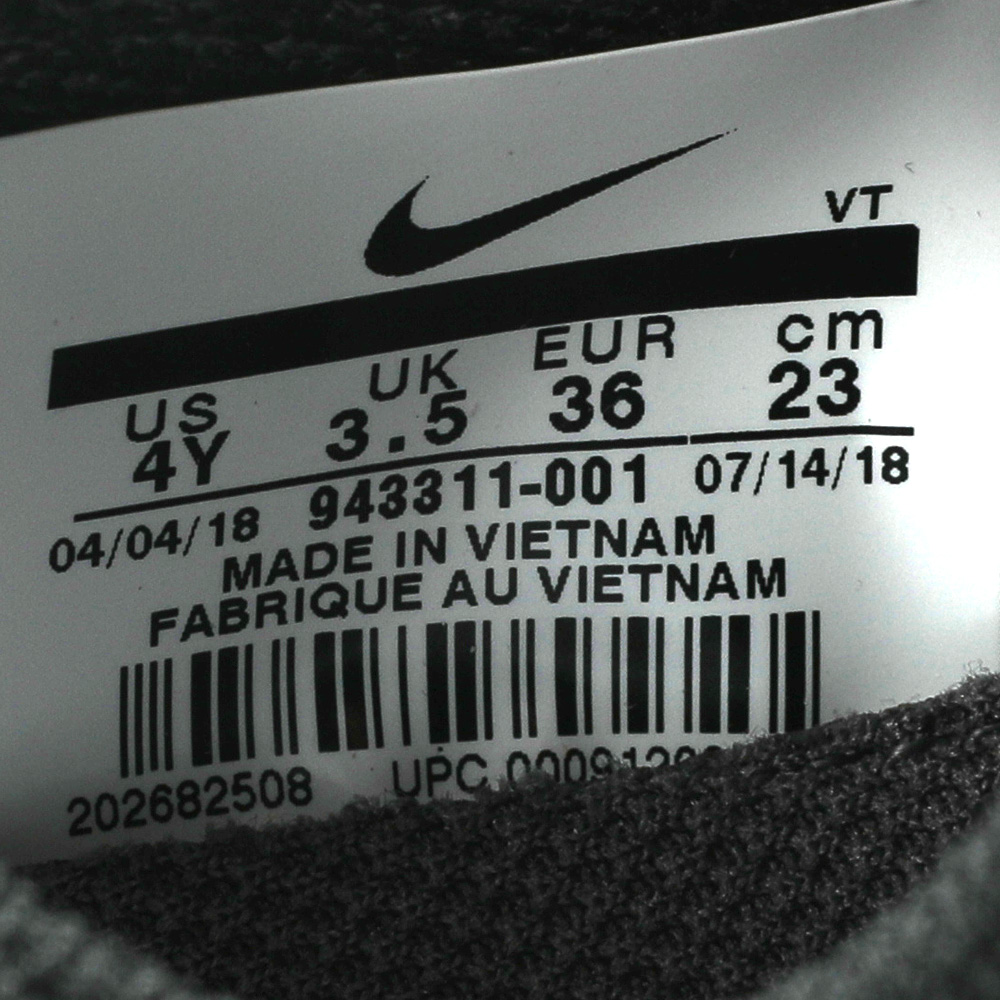 VT
US UK EUR cm
4Y 3.5 36 23
04/04/18 943311-001 07/14/18
MADE IN VIETNAM
FABRIQUE AU VIETNAM
202682508 UPC